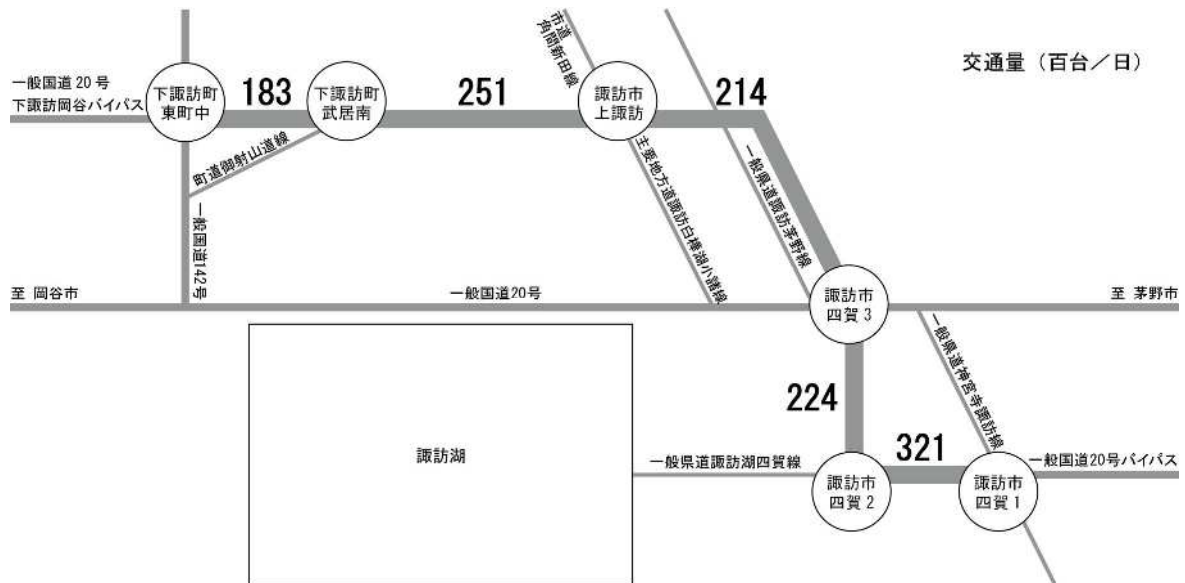 交通量（百台／日）
一般国道20号
下諏訪岡谷バイパス
下諏訪町
東町中
183
下諏訪町
武居南
251
市道
角間新田線
諏訪市
上諏訪
214
町道御射山道線
一般国道142号
主要地方道諏訪白樺湖小諸線
一般県道諏訪茅野線
至 岡谷市
一般国道20号
諏訪市
四賀3
至 茅野市
一般県道神宮寺諏訪線
224
321
諏訪湖
一般県道諏訪湖四賀線
諏訪市
四賀2
諏訪市
四賀1
一般国道20号バイパス